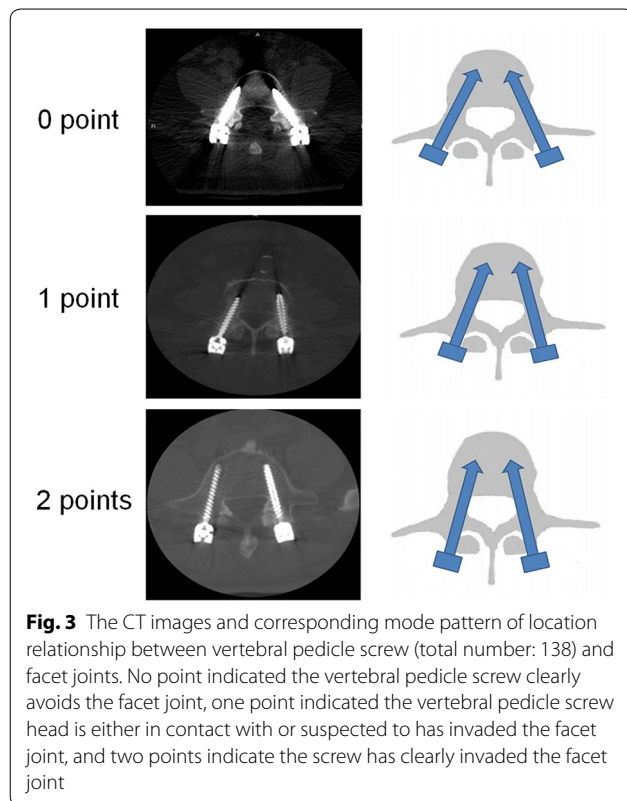 0 point
1 point
2 points
A
R
Fig. 3 The CT images and corresponding mode pattern of location
relationship between vertebral pedicle screw (total number: 138) and
facet joints. No point indicated the vertebral pedicle screw clearly
avoids the facet joint, one point indicated the vertebral pedicle screw
head is either in contact with or suspected to has invaded the facet
joint, and two points indicate the screw has clearly invaded the facet
joint